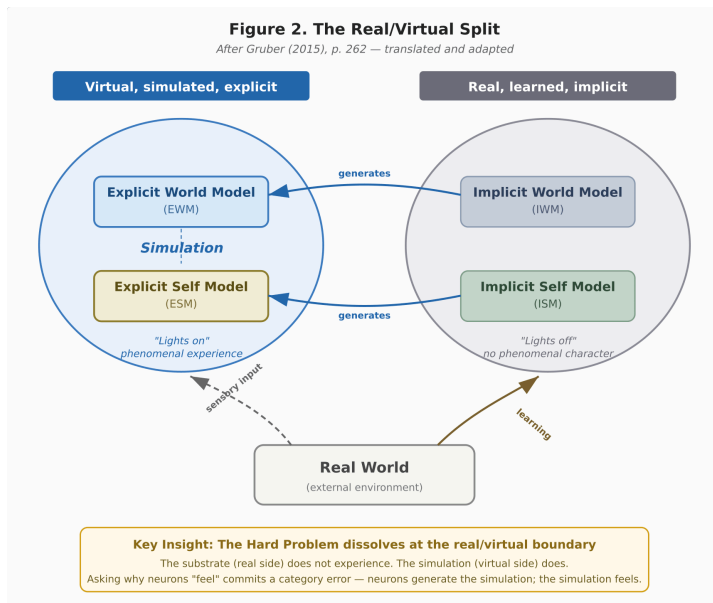 Figure 2. The Real/Virtual Split
After Gruber (2015), p. 262 — translated and adapted
Virtual, simulated, explicit
Real, learned, implicit
generates
Explicit World Model
(EWM)
Implicit World Model
(IWM)
Simulation
Explicit Self Model
(ESM)
Implicit Self Model
(ISM)
generates
"Lights on"
phenomenal experience
"Lights off"
no phenomenal character
sensory input
learning
Real World
(external environment)
Key Insight: The Hard Problem dissolves at the real/virtual boundary
The substrate (real side) does not experience. The simulation (virtual side) does.
Asking why neurons "feel" commits a category error — neurons generate the simulation; the simulation feels.